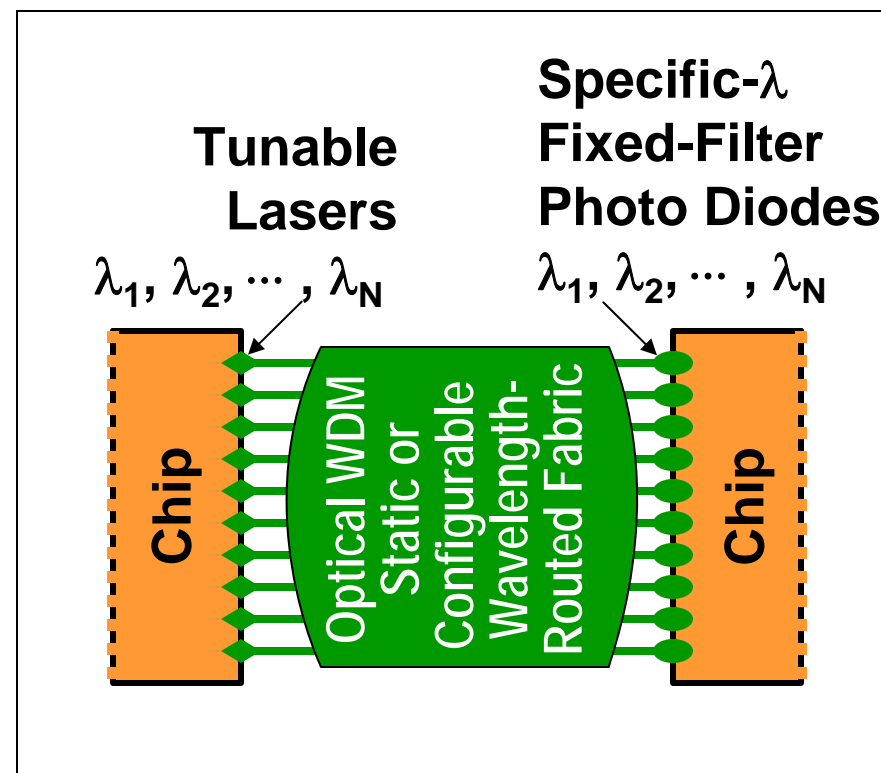 Tunable
Lasers
λ1, λ2, ··· , λN
Specific-λ
Fixed-Filter
Photo Diodes
λ1, λ2, ··· , λN
Chip
Optical WDM
Static or
Configurable
Wavelength-
Routed Fabric
Chip